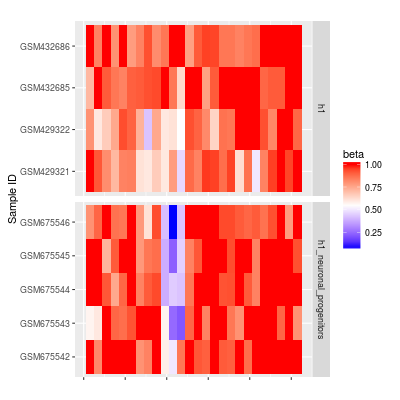 GSM432686
GSM432685
GSM429322
GSM429321
h1
GSM675546
GSM675545
GSM675544
GSM675543
GSM675542
h1_neuronal_progenitors
Sample ID
beta
1.00
0.75
0.50
0.25